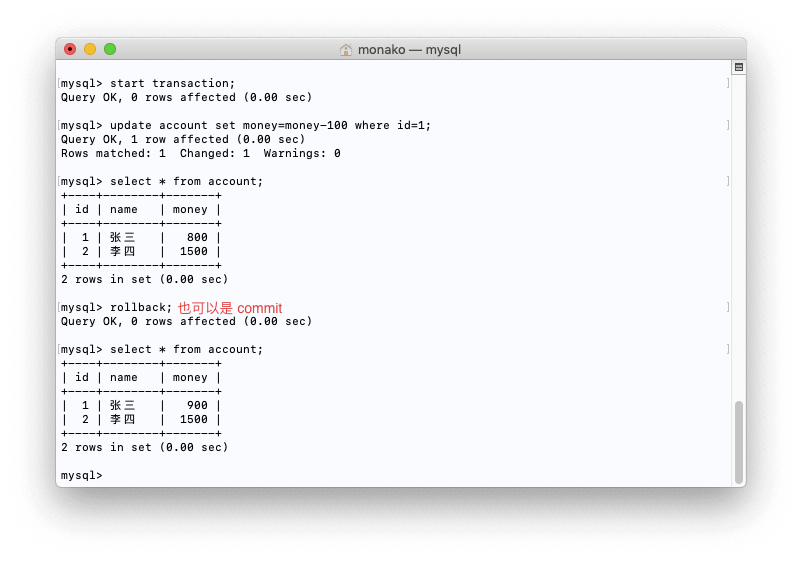 monako — mysql
mysql> start transaction;
Query OK, 0 rows affected (0.00 sec)
mysql> update account set money=money-100 where id=1;
Query OK, 1 row affected (0.00 sec)
Rows matched: 1  Changed: 1  Warnings: 0
mysql> select * from account;
+----+--------+-------+
| id | name   | money |
+----+--------+-------+
|  1 | 张三   |   800 |
|  2 | 李四   |  1500 |
+----+--------+-------+
2 rows in set (0.00 sec)
mysql> rollback; 也可以是 commit
Query OK, 0 rows affected (0.00 sec)
mysql> select * from account;
+----+--------+-------+
| id | name   | money |
+----+--------+-------+
|  1 | 张三   |   900 |
|  2 | 李四   |  1500 |
+----+--------+-------+
2 rows in set (0.00 sec)
mysql>